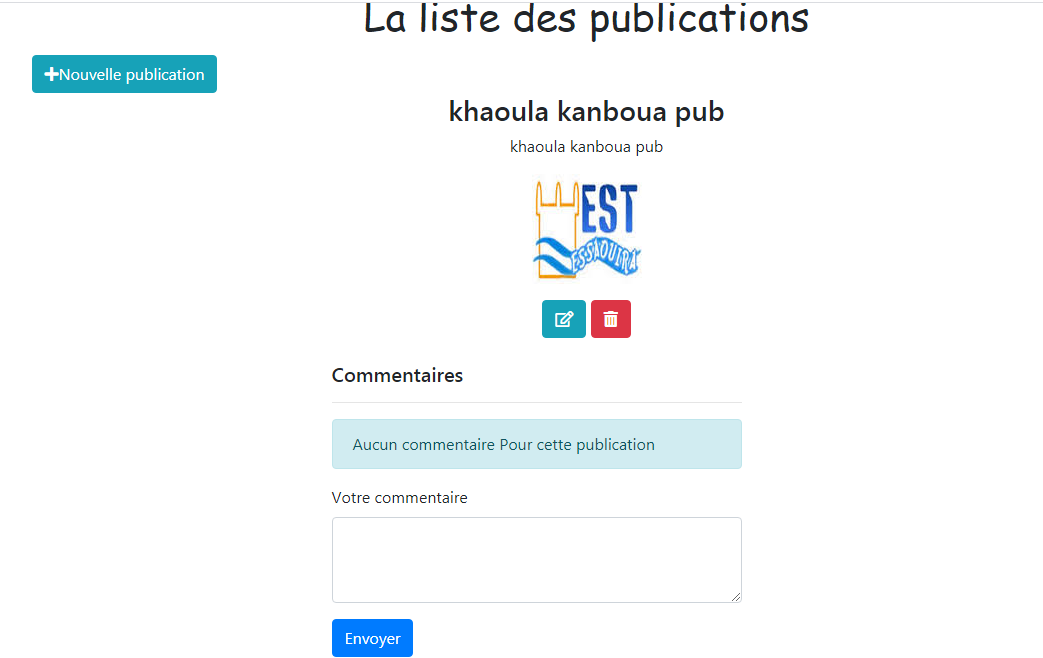 La liste des publications
Nouvelle publication
khaoula kanboua pub
khaoula kanboua pub
EST
ESSAOUIRA
Commentaires
Aucun commentaire Pour cette publication
Votre commentaire
Envoyer